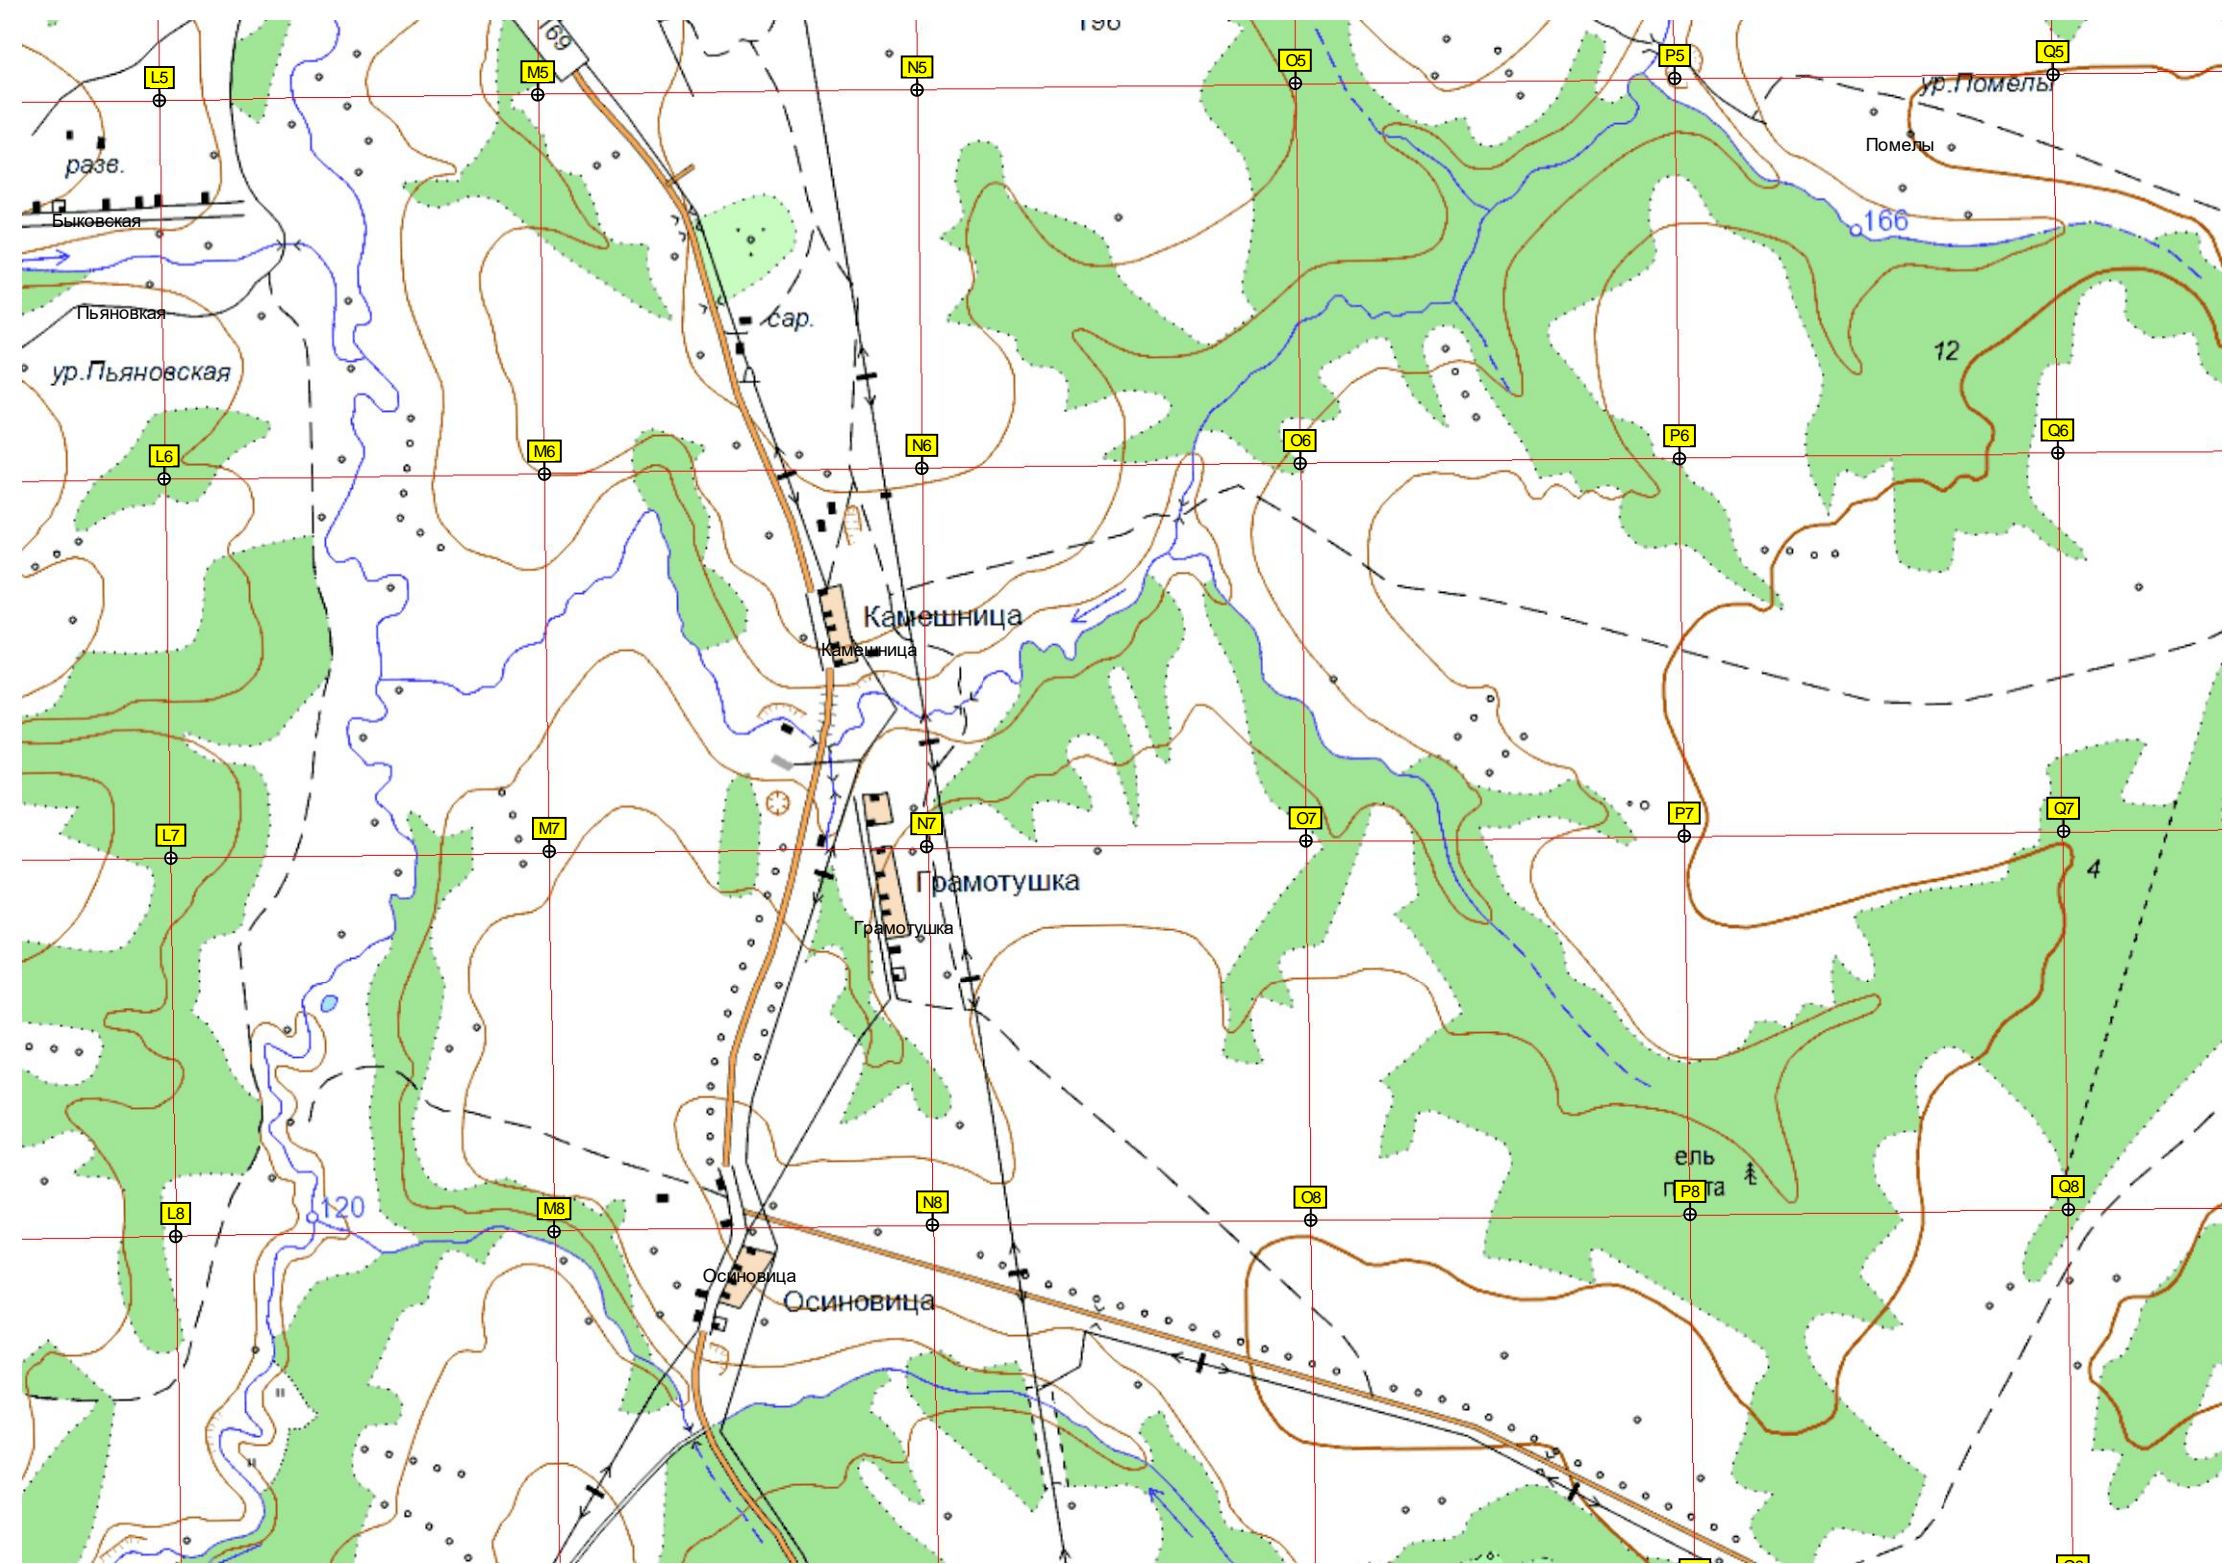 196
169
L5
M5
N5
O5
P5
Q5
ур.Помелы
Помелы
разв.
Быковская
166
Пьяновкая
сар.
12
ур.Пьяновская
L6
M6
N6
O6
P6
Q6
Камешница
Камешница
L7
M7
N7
O7
P7
Q7
4
Грамотушка
Грамотушка
ель
120
L8
M8
N8
O8
P8
Q8
Осиновица
Осиновица